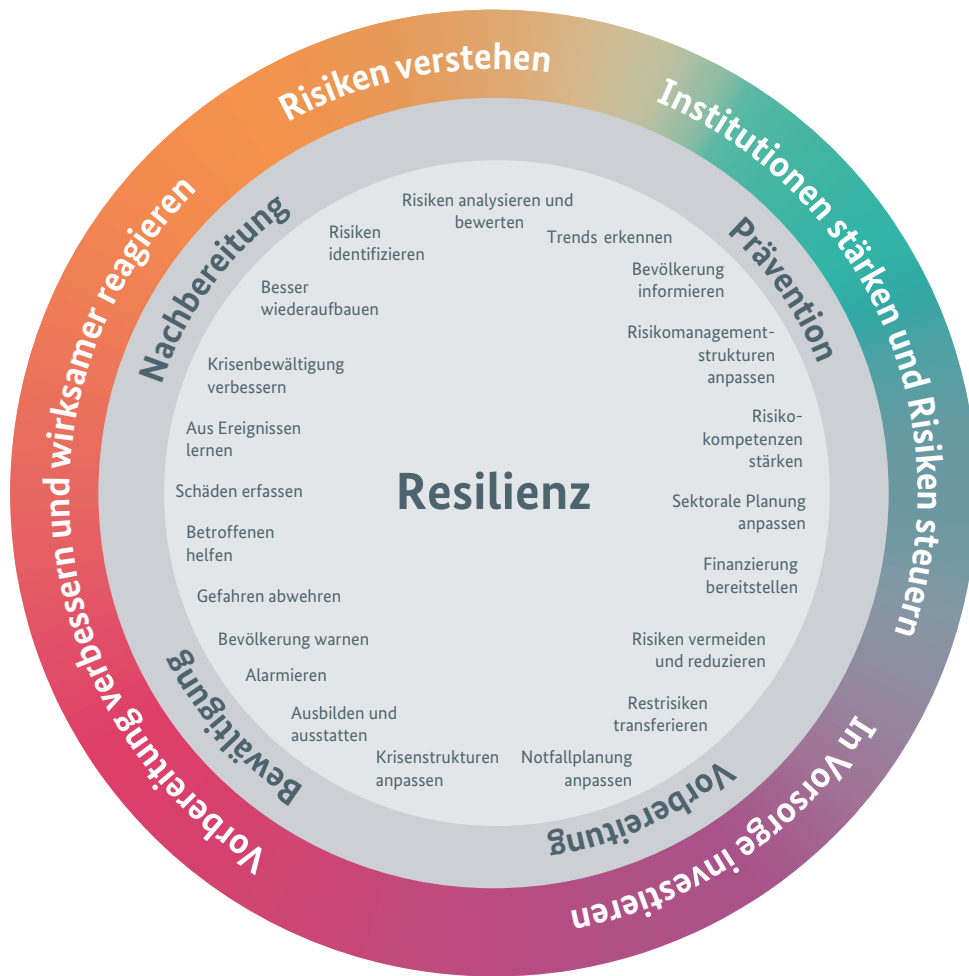 Risiken verstehen
Institutionen stärken und Risiken steuern
In Vorsorge investieren
Vorbereitung verbessern und wirksamer reagieren
Prävention
Vorbereitung
Bewältigung
Nachbereitung
Risiken analysieren und
bewerten
Trends erkennen
Bevölkerung
informieren
Risikomanagement-
strukturen
anpassen
Risiko-
kompetenzen
stärken
Sektorale Planung
anpassen
Finanzierung
bereitstellen
Risiken vermeiden
und reduzieren
Restrisiken
transferieren
Notfallplanung
anpassen
Krisenstrukturen
anpassen
Ausbilden und
ausstatten
Alarmieren
Bevölkerung warnen
Gefahren abwehren
Betroffenen
helfen
Schäden erfassen
Aus Ereignissen
lernen
Krisenbewältigung
verbessern
Besser
wiederaufbauen
Risiken
identifizieren
Resilienz